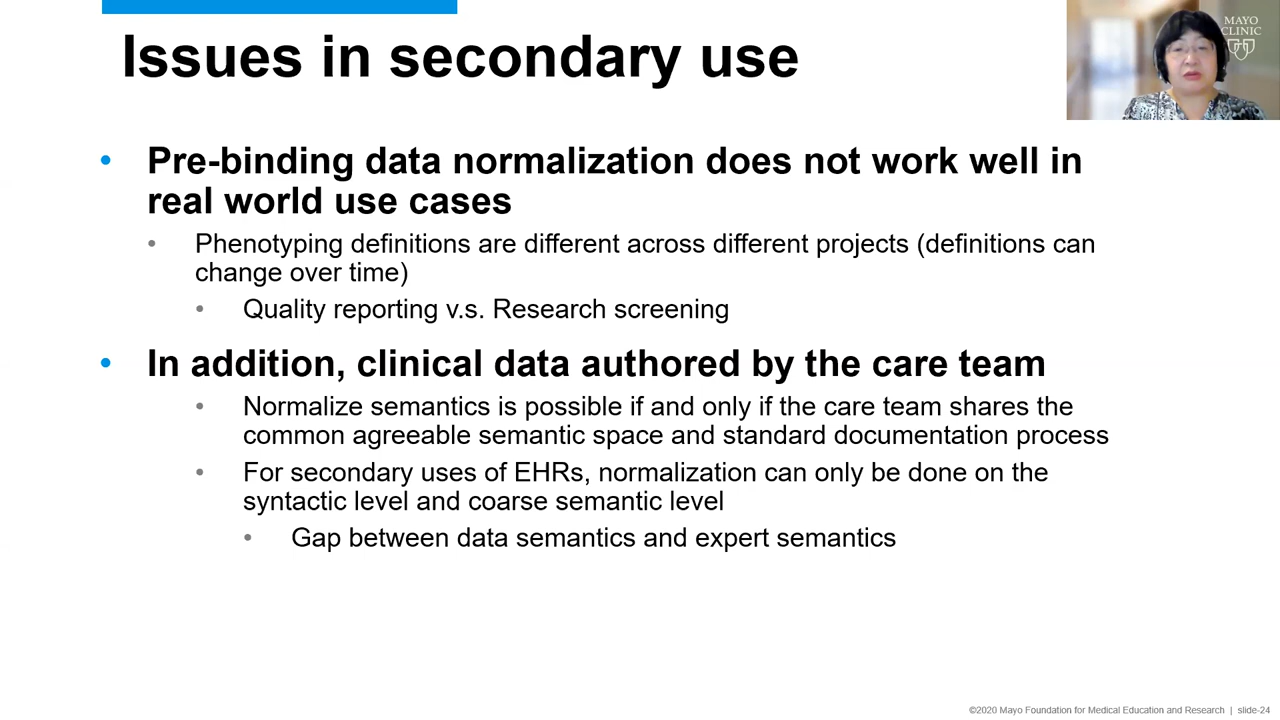 Issues in secondary use
MAYO
CLINIC
• Pre-binding data normalization does not work well in
real world use cases
• Phenotyping definitions are different across different projects (definitions can
change over time)
• Quality reporting v.s. Research screening
• In addition, clinical data authored by the care team
• Normalize semantics is possible if and only if the care team shares the
common agreeable semantic space and standard documentation process
• For secondary uses of EHRs, normalization can only be done on the
syntactic level and coarse semantic level
• Gap between data semantics and expert semantics
©2020 Mayo Foundation for Medical Education and Research | slide-24